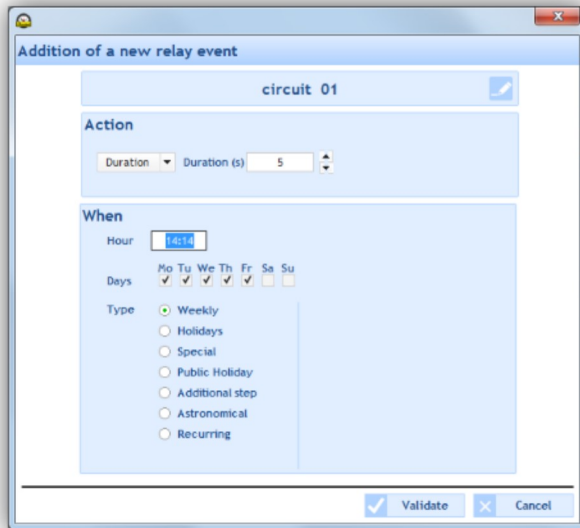 Addition of a new relay event
circuit 01
Action
Duration Duration (s) 5
When
Hour 14:14
Mo Tu We Th Fr Sa Su
Days
Type Weekly
Holidays
Special
Public Holiday
Additional step
Astronomical
Recurring
Validate Cancel